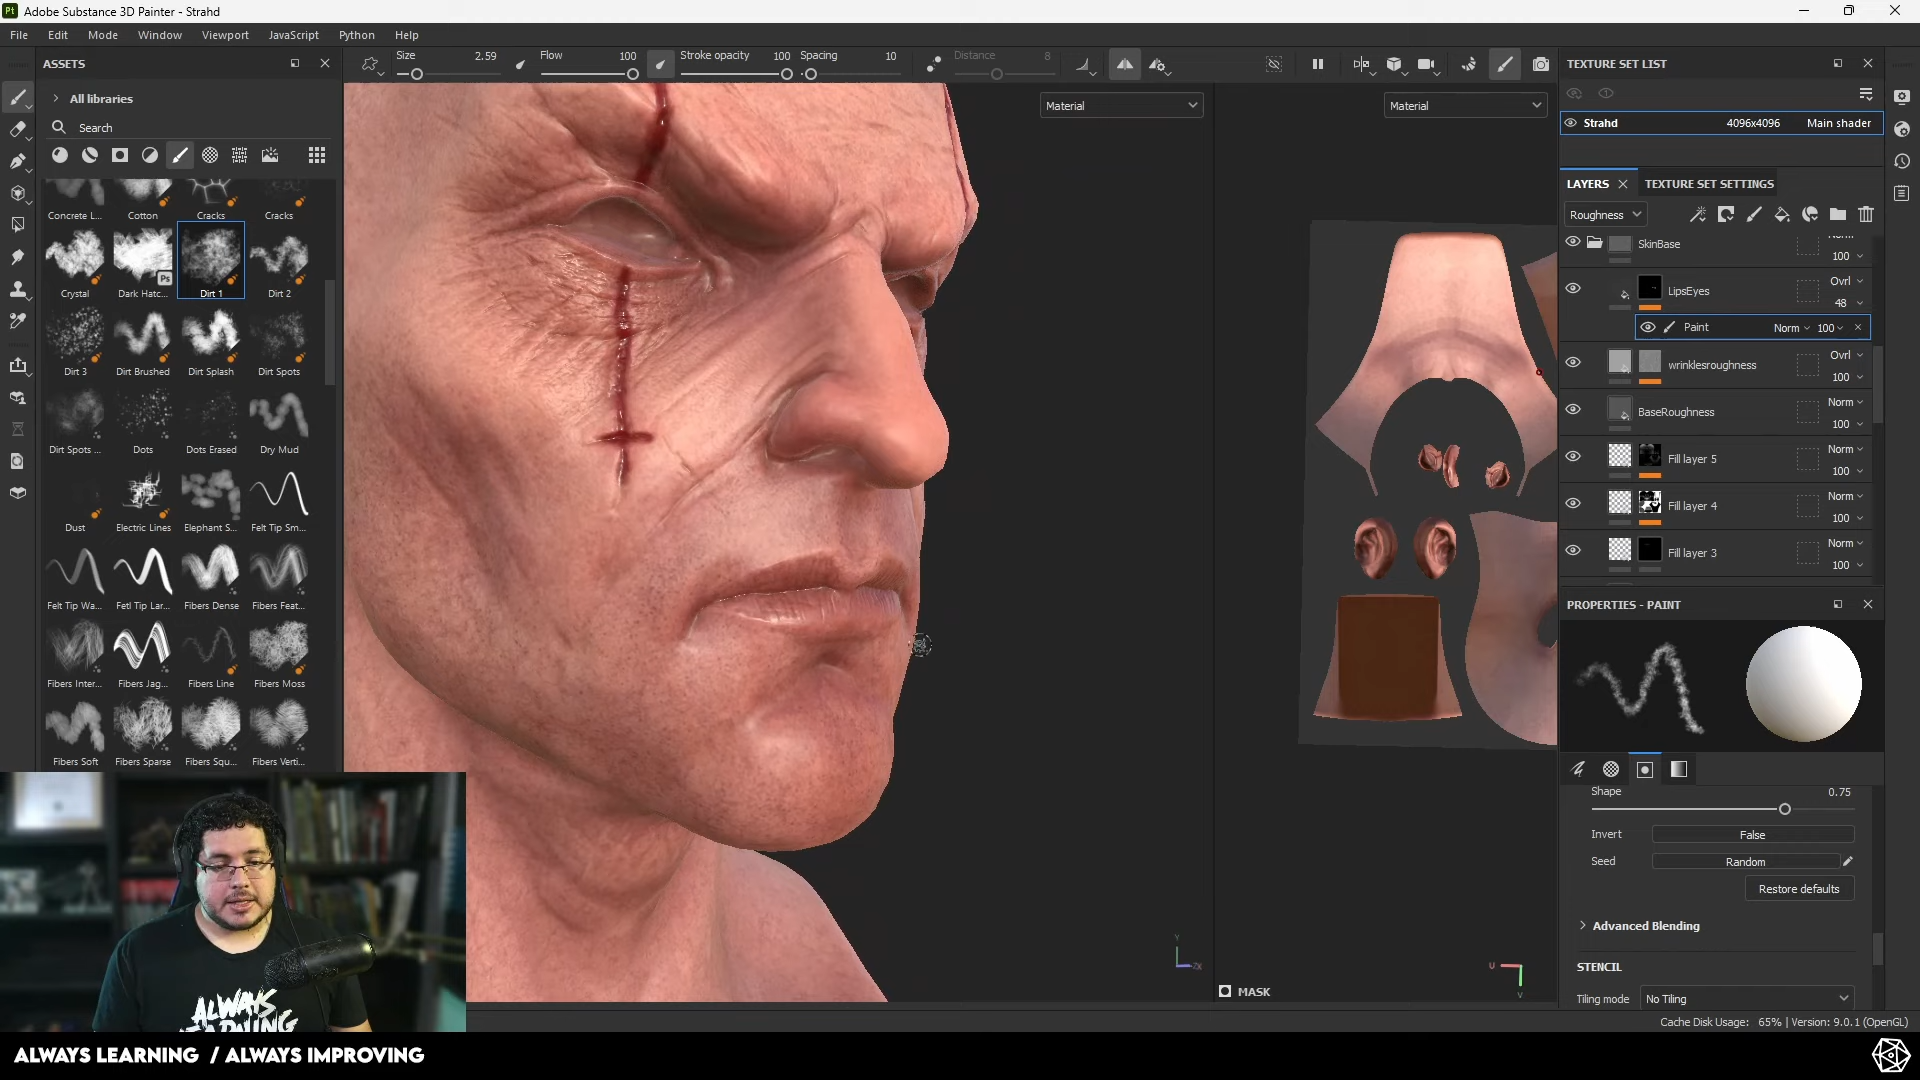 Adobe Substance 3D Painter - Strahd
File Edit Mode Window Viewport JavaScript Python Help
ASSETS
Size 2.59 Flow 100 Stroke opacity 100 Spacing 10 Distance 8
TEXTURE SET LIST
All libraries
Material
Material
Search
Strahd 4096x4096 Main shader
LAYERS TEXTURE SET SETTINGS
Concrete L... Cotton Cracks Cracks
Roughness
SkinBase
100
Ps
Crystal Dark Hatc... Dirt 1 Dirt 2
LipsEyes Ovrl
48
Paint Norm 100
Dirt 3 Dirt Brushed Dirt Splash Dirt Spots
wrinklesroughness Ovrl
100
BaseRoughness Norm
100
Dirt Spots ... Dots Dots Erased Dry Mud
Fill layer 5 Norm
100
Dust Electric Lines Elephant S... Felt Tip Sm...
Fill layer 4 Norm
100
Fill layer 3 Norm
100
Felt Tip Wa... Fetl Tip Lar... Fibers Dense Fibers Feat...
PROPERTIES - PAINT
Fibers Inter... Fibers Jag... Fibers Line Fibers Moss
Fibers Soft Fibers Sparse Fibers Squ... Fibers Verti...
Shape 0.75
Invert False
Seed Random
Restore defaults
Advanced Blending
STENCIL
Tiling mode No Tiling
Y
ZX
U
V
MASK
ALWAYS
Cache Disk Usage: 65% | Version: 9.0.1 (OpenGL)
ALWAYS LEARNING / ALWAYS IMPROVING